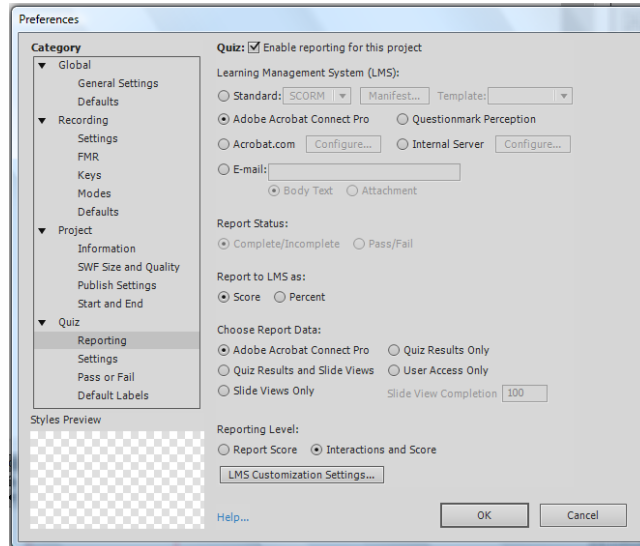 Preferences
Category
Global
General Settings
Defaults
Recording
Settings
FMR
Keys
Modes
Defaults
Project
Information
SWF Size and Quality
Publish Settings
Start and End
Quiz
Reporting
Settings
Pass or Fail
Default Labels
Styles Preview
Quiz: Enable reporting for this project
Learning Management System (LMS):
Standard: SCORM Manifest... Template:
Adobe Acrobat Connect Pro Questionmark Perception
Acrobat.com Configure... Internal Server Configure...
E-mail:
Body Text Attachment
Report Status:
Complete/Incomplete Pass/Fail
Report to LMS as:
Score Percent
Choose Report Data:
Adobe Acrobat Connect Pro Quiz Results Only
Quiz Results and Slide Views User Access Only
Slide Views Only Slide View Completion 100
Reporting Level:
Report Score Interactions and Score
LMS Customization Settings...
Help... OK Cancel